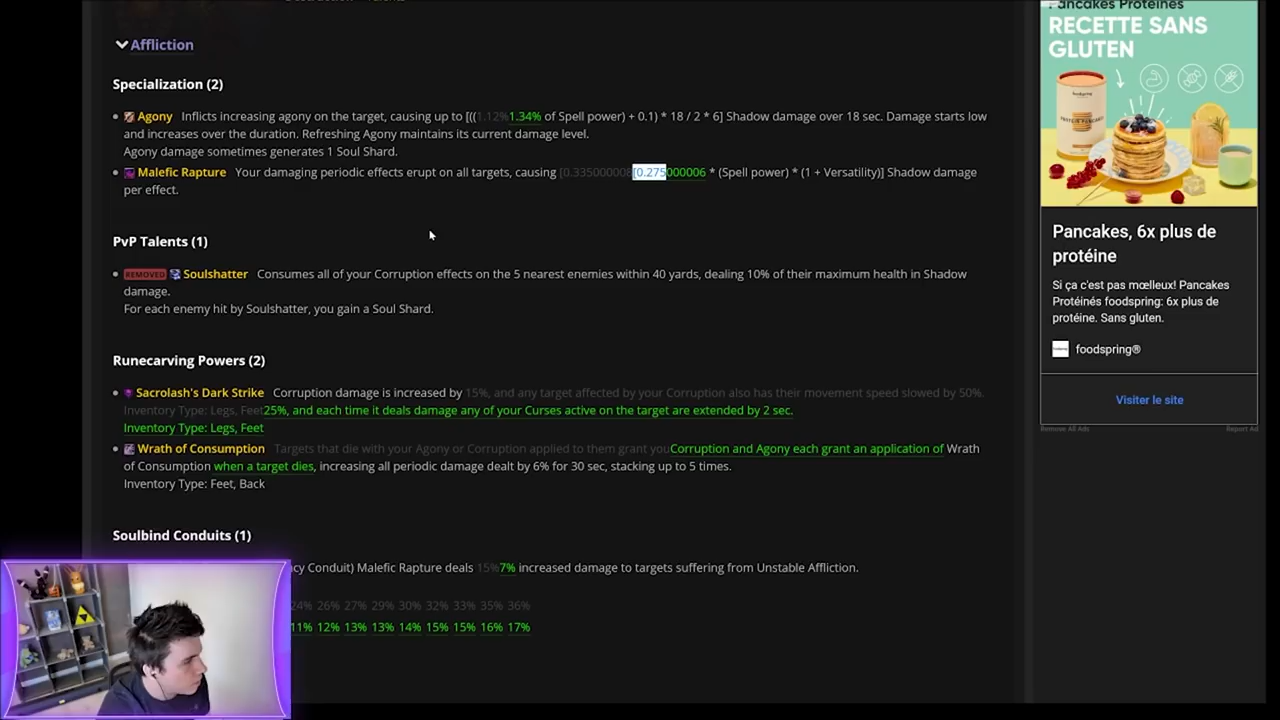 Affliction
Specialization (2)
Agony Inflicts increasing agony on the target, causing up to [((1.12%1.34% of Spell power) + 0.1) * 18 / 2 * 6] Shadow damage over 18 sec. Damage starts low
and increases over the duration. Refreshing Agony maintains its current damage level.
Agony damage sometimes generates 1 Soul Shard.
Malefic Rapture Your damaging periodic effects erupt on all targets, causing [0.335000008[0.275000006 * (Spell power) * (1 + Versatility)] Shadow damage
per effect.
PvP Talents (1)
REMOVED Soulshatter Consumes all of your Corruption effects on the 5 nearest enemies within 40 yards, dealing 10% of their maximum health in Shadow
damage.
For each enemy hit by Soulshatter, you gain a Soul Shard.
Runecarving Powers (2)
Sacrolash's Dark Strike Corruption damage is increased by 15%, and any target affected by your Corruption also has their movement speed slowed by 50%.
Inventory Type: Legs, Feet25%, and each time it deals damage any of your Curses active on the target are extended by 2 sec.
Inventory Type: Legs, Feet
Wrath of Consumption Targets that die with your Agony or Corruption applied to them grant youCorruption and Agony each grant an application of Wrath
of Consumption when a target dies, increasing all periodic damage dealt by 6% for 30 sec, stacking up to 5 times.
Inventory Type: Feet, Back
Soulbind Conduits (1)
cy Conduit) Malefic Rapture deals 15%7% increased damage to targets suffering from Unstable Affliction.
24% 26% 27% 29% 30% 32% 33% 35% 36%
11% 12% 13% 13% 14% 15% 15% 16% 17%
Pancakes Protéinés
RECETTE SANS
GLUTEN
Pancakes, 6x plus de
protéine
Si ça c'est pas mœlleux! Pancakes
Protéinés foodspring: 6x plus de
protéine. Sans gluten.
foodspring®
Visiter le site
Remove All Ads
Report Ad